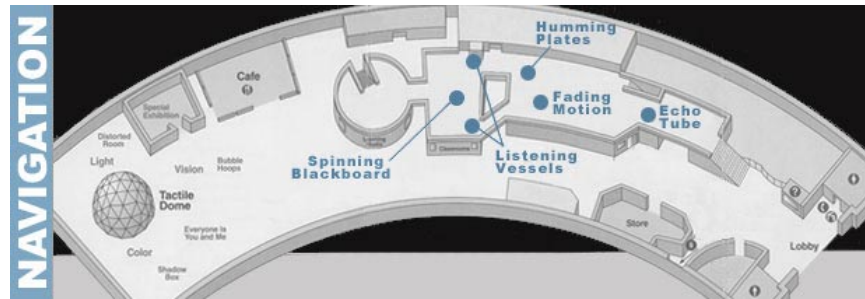 NAVIGATION
Humming
Plates
Cafe
Special
Exhibition
Fading
Motion
Echo
Tube
Distorted
Room
Light
Vision
Bubble
Hoops
Spinning
Blackboard
Classrooms
Listening
Vessels
Tactile
Dome
Everyone Is
You and Me
Color
Shadow
Box
Store
Lobby
?